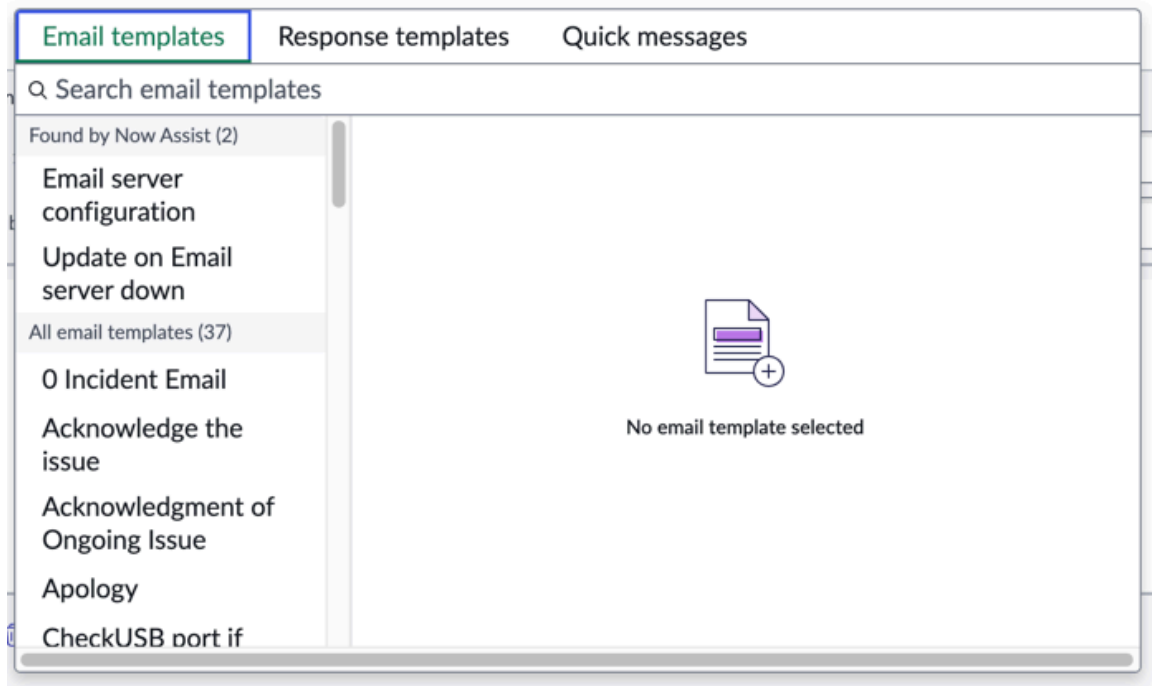 Email templates Response templates Quick messages
Search email templates
Found by Now Assist (2)
Email server
configuration
Update on Email
server down
All email templates (37)
0 Incident Email
Acknowledge the
issue
Acknowledgment of
Ongoing Issue
Apology
CheckUSB port if
No email template selected